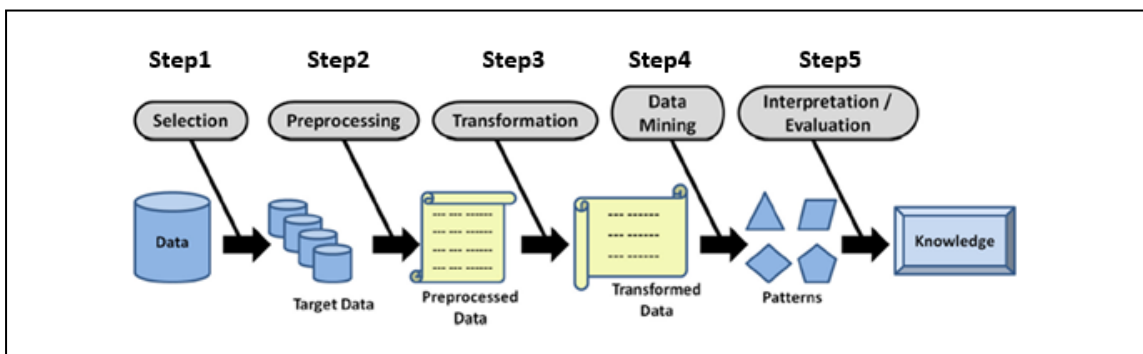 Step1
Step2
Step3
Step4
Step5
Selection
Preprocessing
Transformation
Data
Mining
Interpretation /
Evaluation
Data
Target Data
Preprocessed
Data
Transformed
Data
Patterns
Knowledge